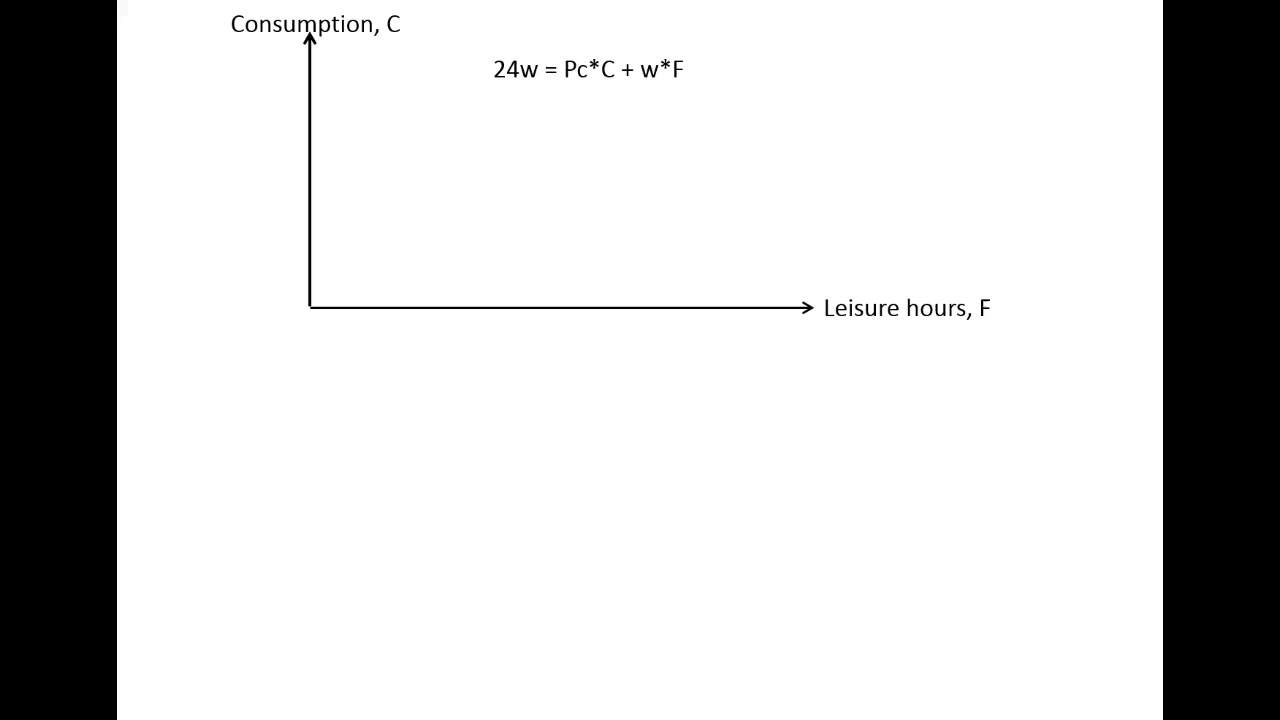 Consumption, C
24w = Pc*C + w*F
Leisure hours, F